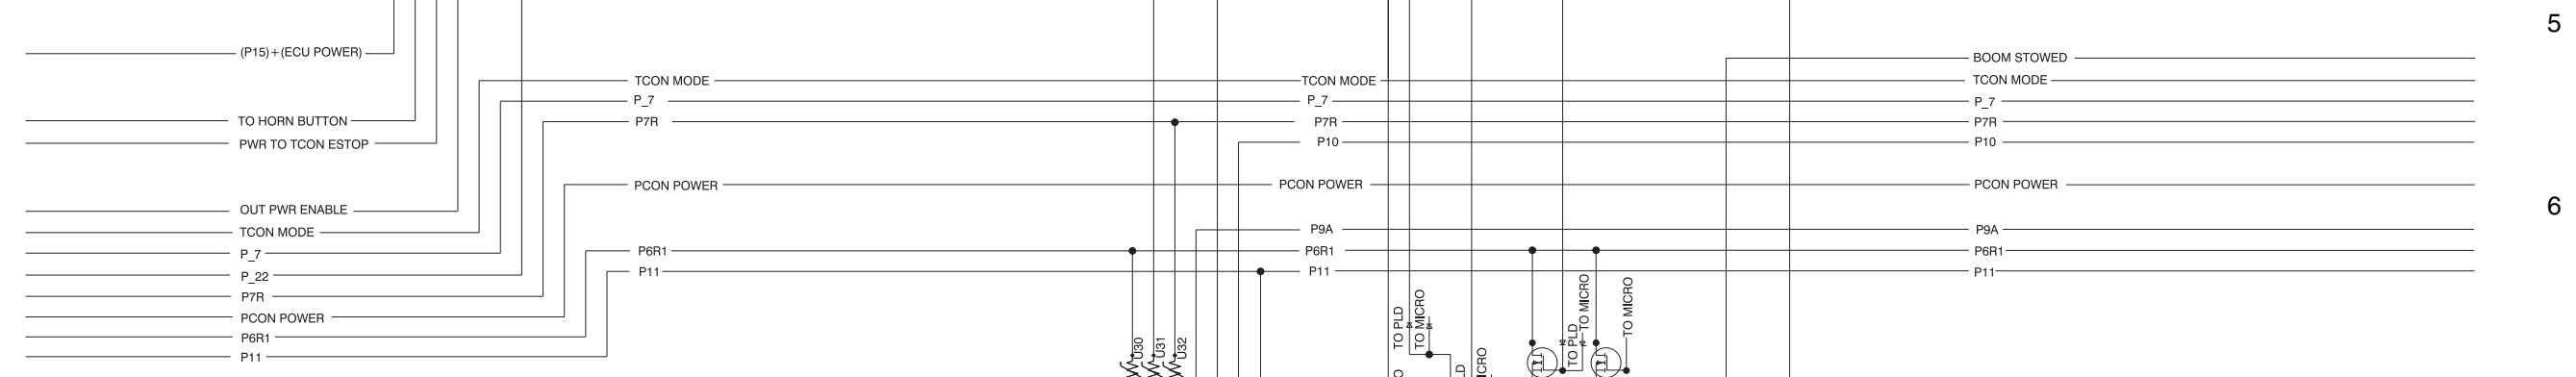 5
(P15)+(ECU POWER)
BOOM STOWED
TCON MODE TCON MODE TCON MODE
P_7 P_7 P_7
TO HORN BUTTON P7R P7R P7R
PWR TO TCON ESTOP P10 P10
PCON POWER PCON POWER PCON POWER
6
OUT PWR ENABLE
TCON MODE P9A P9A
P_7 P6R1 P6R1 P6R1
P_22 P11 P11 P11
P7R
PCON POWER
P6R1
P11
U30
U31
U32
TO PLD
TO MICRO
TO PLD
TO MICRO
TO MICRO